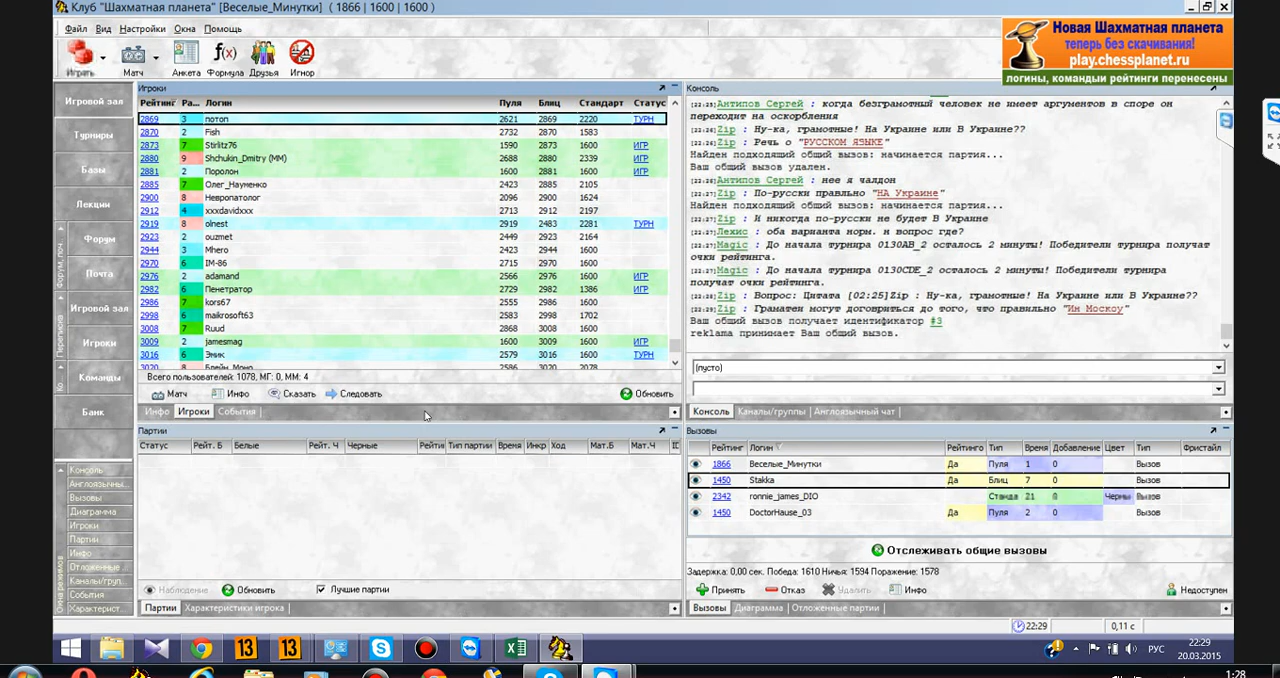 Клуб "Шахматная планета" [Веселые_Минутки] ( 1866 | 1600 | 1600 )
Файл Вид Настройки Окна Помощь
Играть Матч Анкета Формула Друзья Игнор
f(x)
Новая Шахматная планета
теперь без скачивания!
play.chessplanet.ru
логины, команды и рейтинги перенесены
Игровой зал
Турниры
Базы
Лекции
Форум
Почта
Игровой зал
Игроки
Команды
Банк
Консоль
Англоязычны...
Вызовы
Диаграмма
Игроки
Партии
Инфо
Отложенные ...
Каналы/груп...
События
Характерист...
Игроки
Рейтинг Ра... Логин Пуля Блиц Стандарт Статус
2869 3 потоп 2621 2869 2220 ТУРН
2870 2 Fish 2732 2870 1583
2873 7 Stirlitz76 1590 2873 1600 ИГР
2880 9 Shchukin_Dmitry (MM) 2688 2880 2339 ИГР
2881 2 Поролон 1600 2881 1600 ИГР
2885 7 Олег_Науменко 2423 2885 2105
2900 8 Невропатолог 2096 2900 1624
2912 4 xxxdavidxxx 2713 2912 2197
2919 8 olnest 2919 2483 2281 ТУРН
2923 2 ouzmet 2449 2923 2164
2944 3 Mhero 2423 2944 1600
2970 6 IM-86 2715 2970 1600
2976 2 adamand 2566 2976 1600 ИГР
2982 6 Пенетратор 2729 2982 1386 ИГР
2986 7 kors67 2555 2986 1600
2998 6 maikrosoft63 2583 2998 1702
3008 7 Ruud 2868 3008 1600
3009 2 jamesmag 2622 3009 1600 ИГР
3016 6 Эмик 2579 3016 1600 ТУРН
3020 8 2586 3020 2078
Всего пользователей: 1078, МГ: 0, ММ: 4
Матч Инфо Сказать Следовать Обновить
Инфо Игроки События
Консоль
[22:25]Антипов Сергей : когда безграмотный человек не имеет аргументов в споре он
переходит на оскорбления
[22:26]Zip : Ну-ка, грамотные! На Украине или В Украине??
[22:26]Zip : Речь о "РУССКОМ ЯЗЫКЕ"
Найден подходящий общий вызов: начинается партия...
Ваш общий вызов удален.
[22:26]Антипов Сергей : нее я чалдон
[22:27]Zip : По-русски правльно "НА Украине"
Найден подходящий общий вызов: начинается партия...
[22:27]Zip : И никогда по-русски не будет В Украине
[22:27]Лехис : оба варианта норм. н вопрос где?
[22:27]Magic : До начала турнира 0130AB_2 осталось 2 минуты! Победители турнира получат
очки рейтинга.
[22:27]Magic : До начала турнира 0130CDE_2 осталось 2 минуты! Победители турнира
получат очки рейтинга.
[22:28]Zip : Вопрос: Цитата [02:25]Zip : Ну-ка, грамотные! На Украине или В Украине??
[22:29]Zip : Граматеи могут договриться до того, что правильно "Ин Москоу"
Ваш общий вызов получает идентификатор #3
reklama принимает Ваш общий вызов.
(пусто)
Консоль Каналы/группы Англоязычный чат
Партии
Статус Рейт. Б Белые Рейт. Ч Черные Рейти Тип партии Время Инкр Ход Мат.Б Мат.Ч
Наблюдение Обновить Лучшие партии
Партии Характеристики игрока
Вызовы
Рейтинг Логин Рейтинго Тип Время Добавление Цвет Тип Фристайл
1866 Веселые_Минутки Да Пуля 1 0 Вызов
1450 Stakka Да Блиц 7 0 Вызов
2342 ronnie_james_DIO Станда 21 Черны Вызов
1450 DoctorHause_03 Да Пуля 2 0 Вызов
Отслеживать общие вызовы
Задержка: 0,00 сек. Победа: 1610 Ничья: 1594 Поражение: 1578
Принять Отказ Удалить Инфо Недоступен
Вызовы Диаграмма Отложенные партии
22:29 0,11 с
13 13
РУС
22:29
20.03.2015
1:28